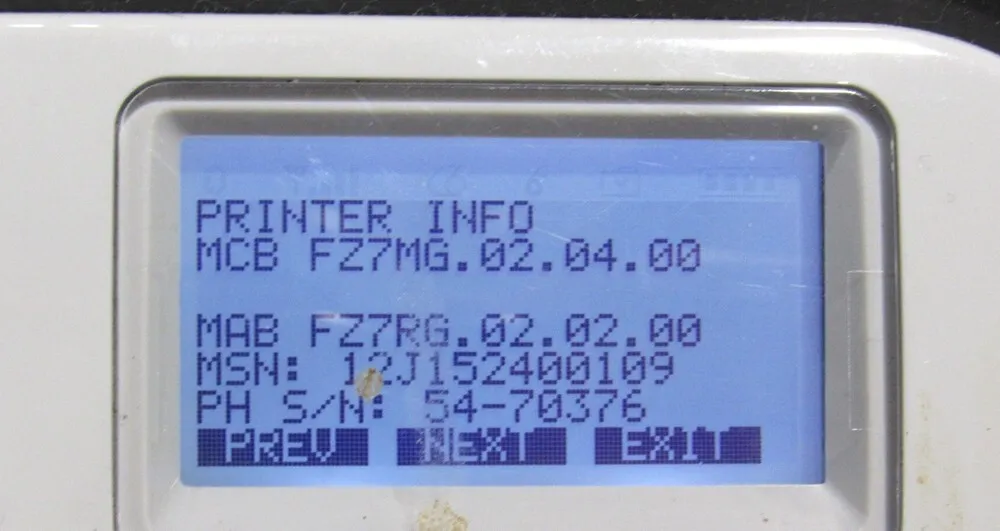 PRINTER INFO
MCB FZ7MG.02.04.00
MAB FZ7RG.02.02.00
MSN: 12J152400109
PH S/N: 54-70376
PREV NEXT EXIT